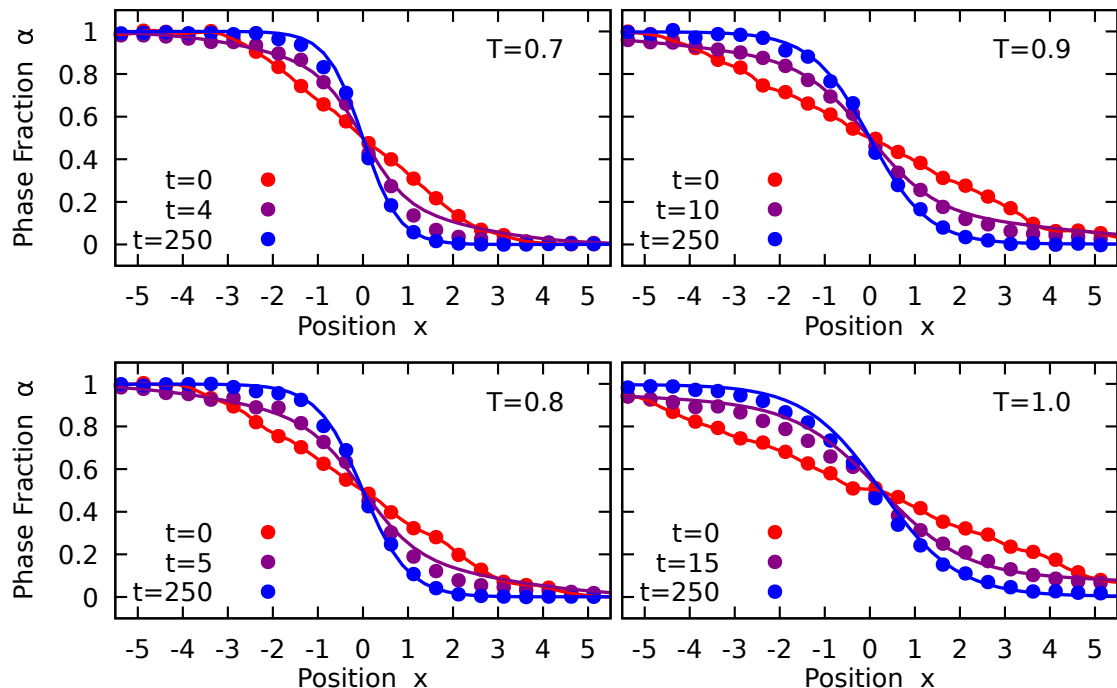 Phase Fraction α
1
0.8
0.6
0.4
0.2
0
T=0.7
t=0
t=4
t=250
-5 -4 -3 -2 -1 0 1 2 3 4 5
Position x
T=0.9
t=0
t=10
t=250
-5 -4 -3 -2 -1 0 1 2 3 4 5
Position x
Phase Fraction α
1
0.8
0.6
0.4
0.2
0
T=0.8
t=0
t=5
t=250
-5 -4 -3 -2 -1 0 1 2 3 4 5
Position x
T=1.0
t=0
t=15
t=250
-5 -4 -3 -2 -1 0 1 2 3 4 5
Position x